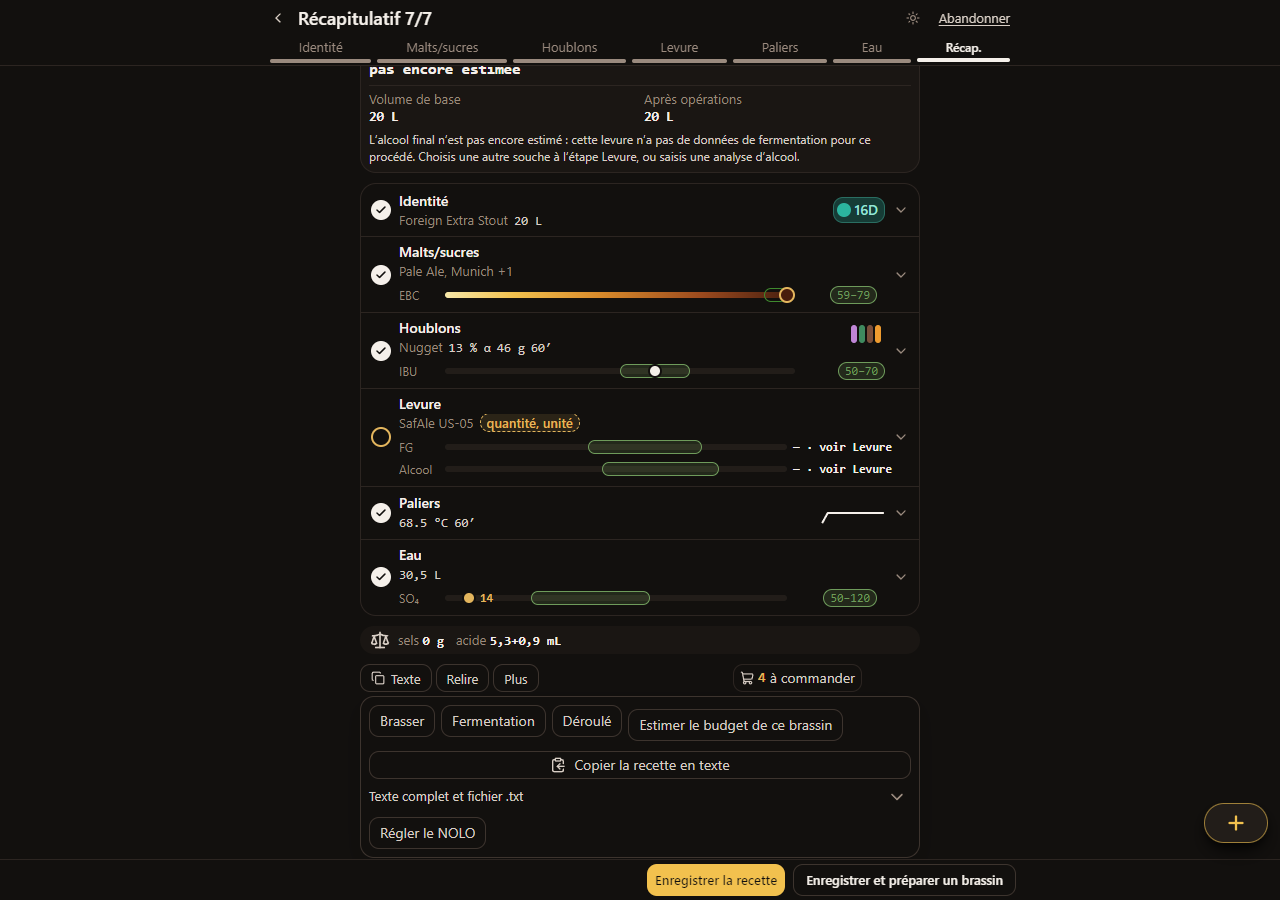 Récapitulatif 7/7
Abandonner
Identité
Malts/sucres
Houblons
Levure
Paliers
Eau
Récap.
pas encore estimée
Volume de base
Après opérations
20 L
20 L
L’alcool final n’est pas encore estimé : cette levure n’a pas de données de fermentation pour ce
procédé. Choisis une autre souche à l’étape Levure, ou saisis une analyse d’alcool.
Identité
Foreign Extra Stout 20 L
16D
Malts/sucres
Pale Ale, Munich +1
EBC
59–79
Houblons
Nugget 13 % α 46 g 60′
IBU
50–70
Levure
SafAle US-05 quantité, unité
FG
— · voir Levure
Alcool
— · voir Levure
Paliers
68.5 °C 60′
Eau
30,5 L
SO₄
14
50–120
sels 0 g acide 5,3+0,9 mL
Texte
Relire
Plus
4 à commander
Brasser
Fermentation
Déroulé
Estimer le budget de ce brassin
Copier la recette en texte
Texte complet et fichier .txt
Régler le NOLO
Enregistrer la recette
Enregistrer et préparer un brassin